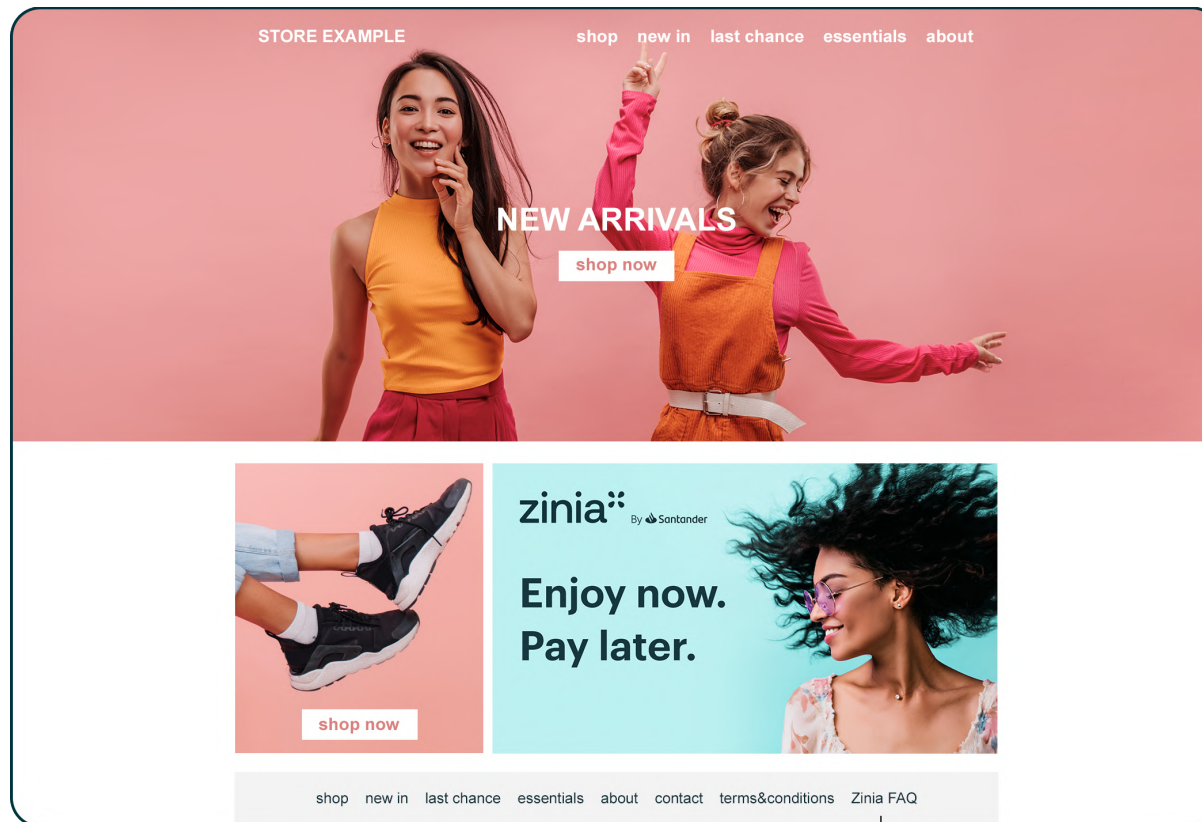 STORE EXAMPLE
shop new in last chance essentials about
NEW ARRIVALS
shop now
shop now
zinia By Santander
Enjoy now.
Pay later.
shop new in last chance essentials about contact terms&conditions Zinia FAQ